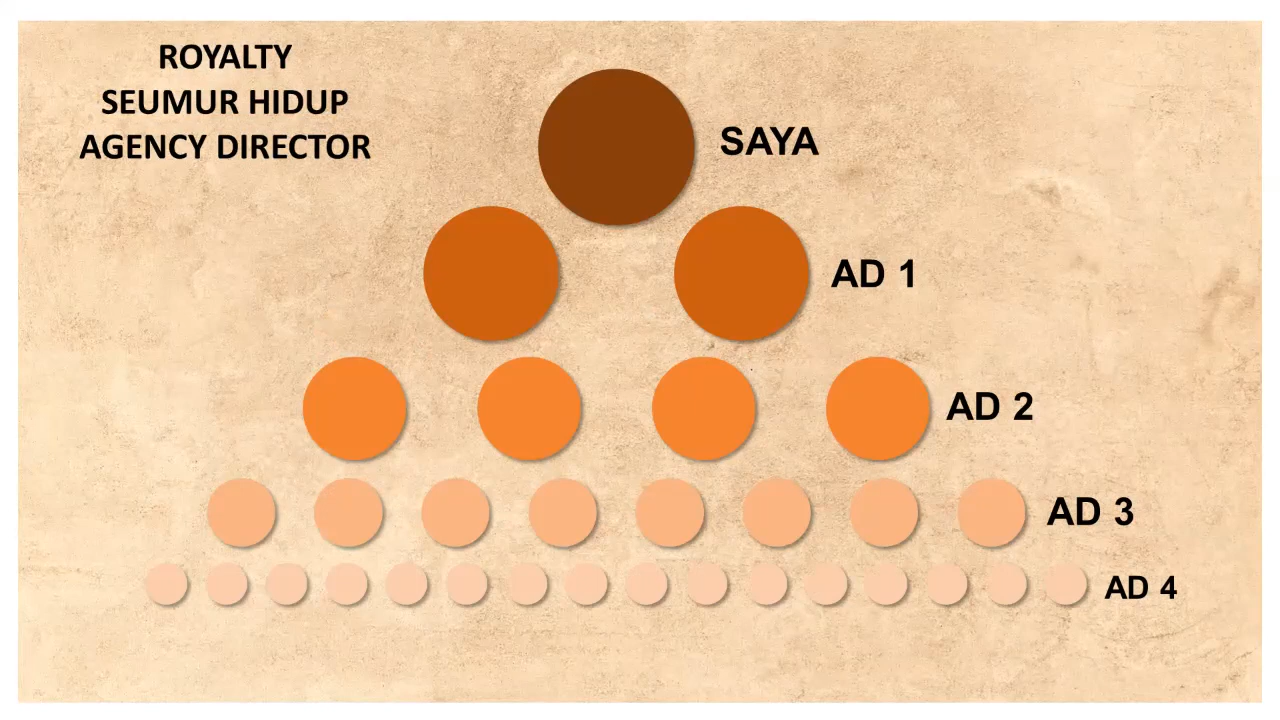 ROYALTY
SEUMUR HIDUP
AGENCY DIRECTOR
SAYA
AD 1
AD 2
AD 3
AD 4